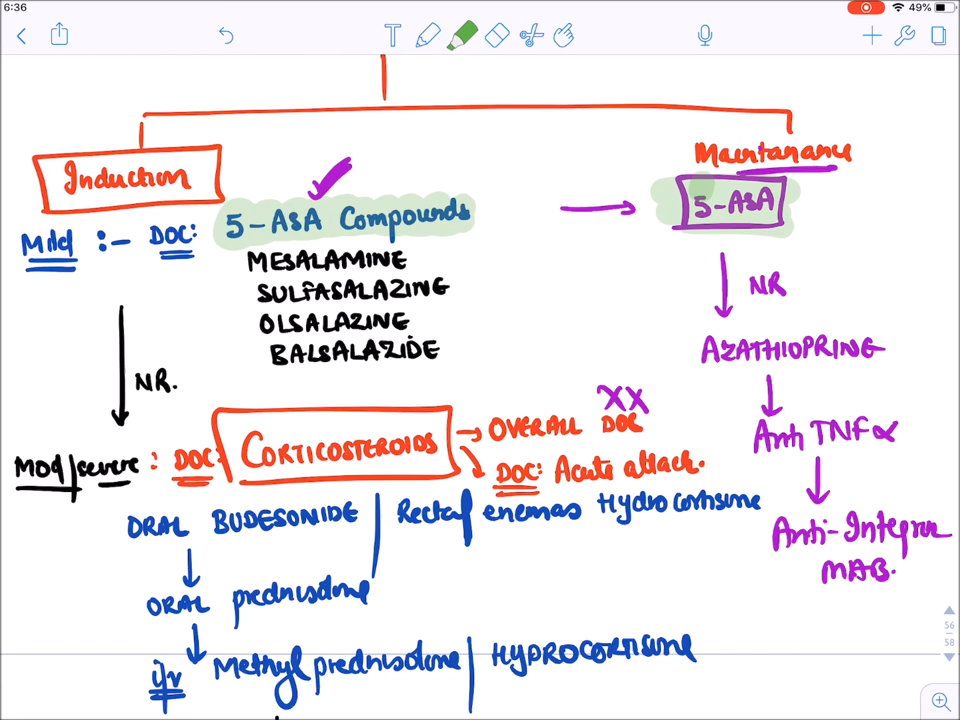 6:36
49%
T
Induction
Maintanance
Mild :- DOC: 5-ASA Compounds
5-ASA
MESALAMINE
SULFASALAZING
OLSALAZINE
BALSALAZIDE
NR
AZATHIOPRING
NR.
Anti TNFα
Mod/severe : DOC: CORTICOSTEROIDS
XX
OVERALL DOC
DOC: Acute attack.
ORAL BUDESONIDE | Rectal enemas Hydrocortisone
Anti-Integrin
MAB.
ORAL prednisolone
i/v Methyl prednisolone | HYDROCORTISONE
56
58